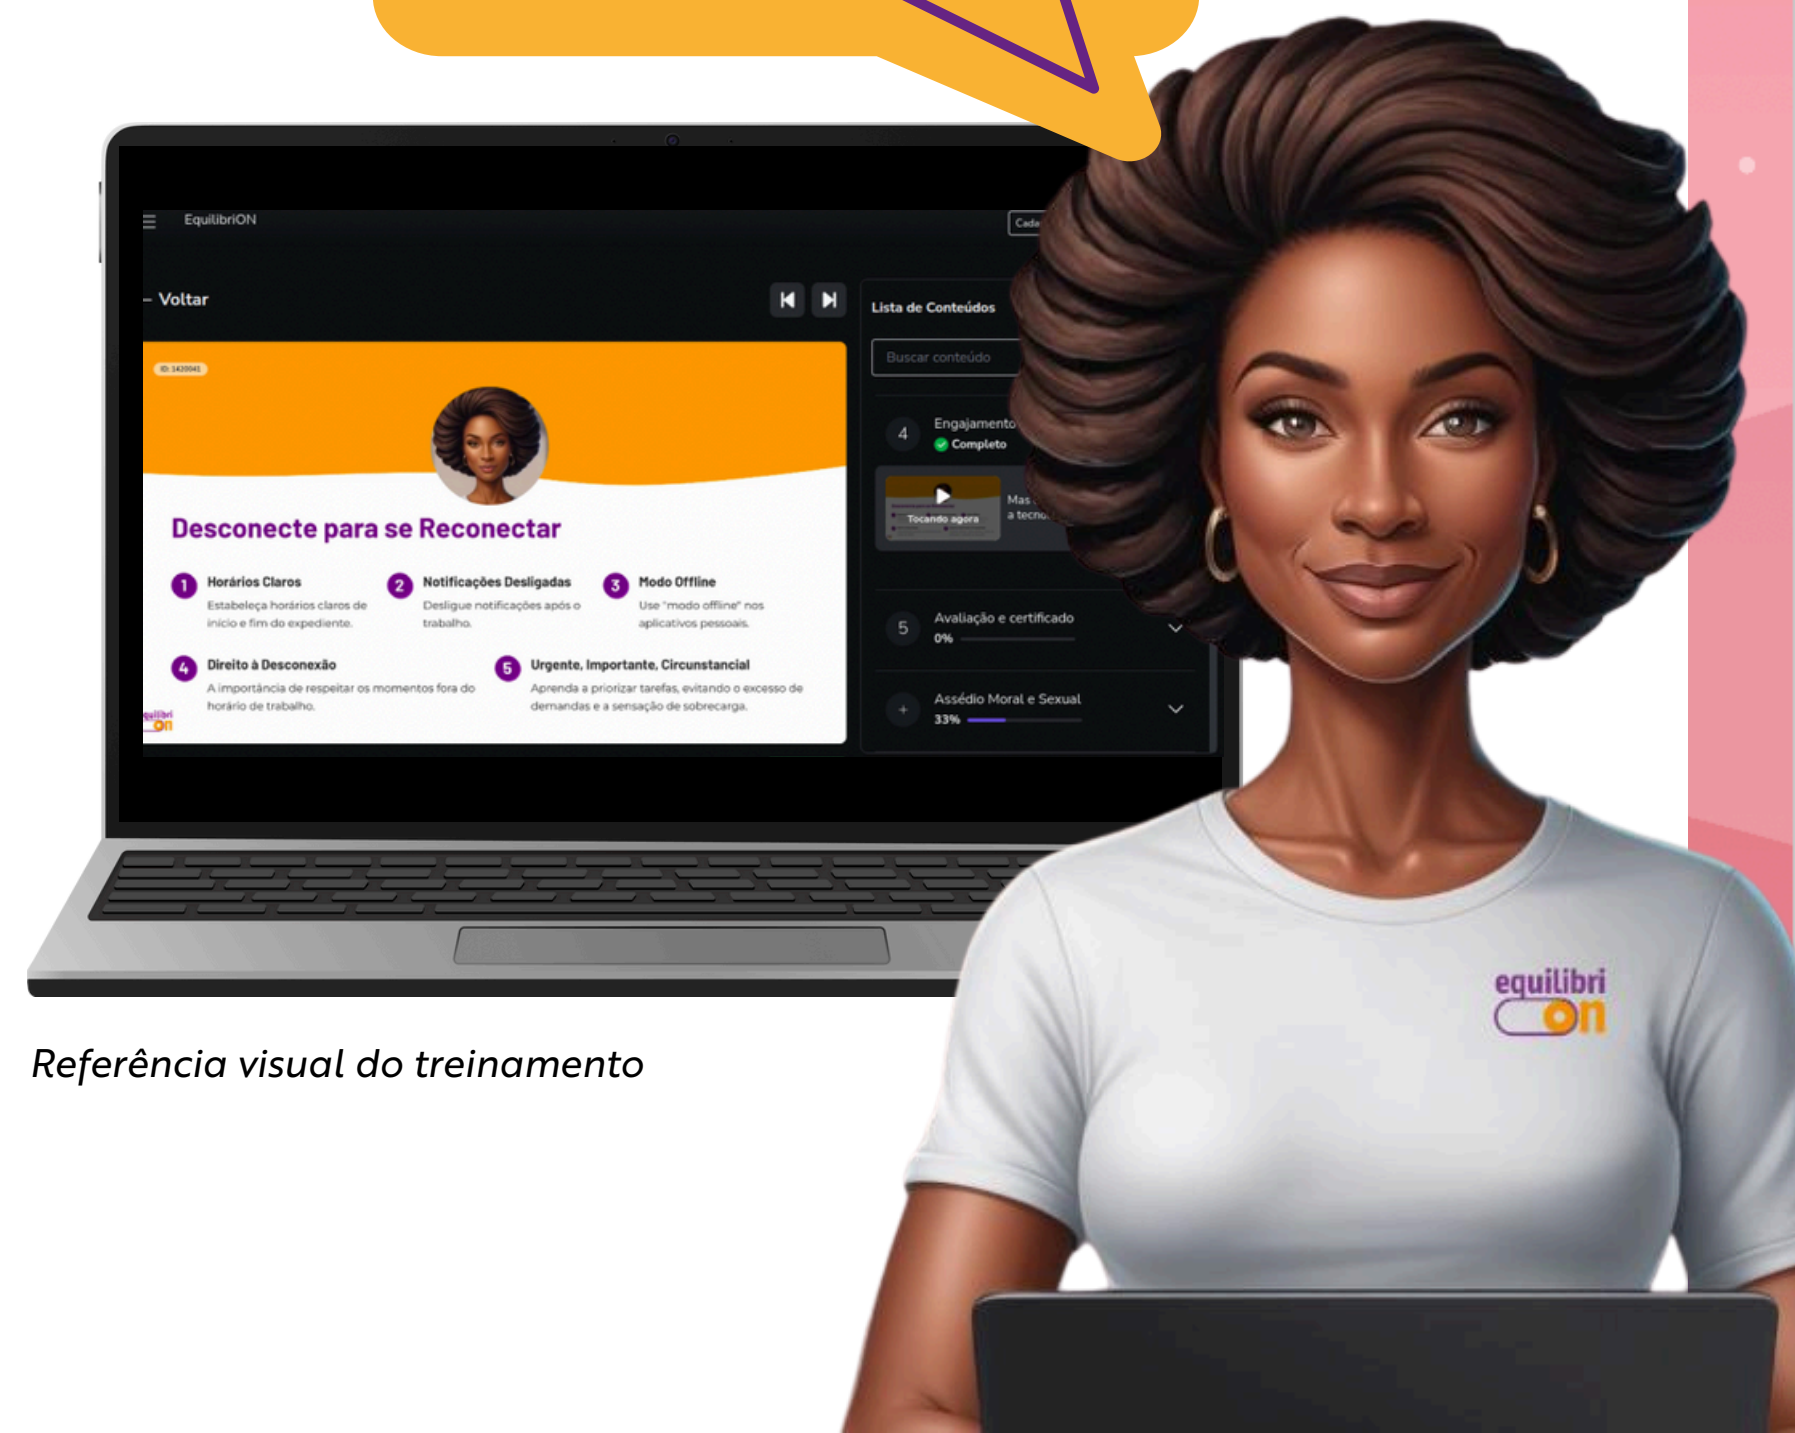 EquilibriON
Voltar
ID: 1420041
Desconecte para se Reconectar
1 Horários Claros
Estabeleça horários claros de
início e fim do expediente.
2 Notificações Desligadas
Desligue notificações após o
trabalho.
3 Modo Offline
Use "modo offline" nos
aplicativos pessoais.
4 Direito à Desconexão
A importância de respeitar os momentos fora do
horário de trabalho.
5 Urgente, Importante, Circunstancial
Aprenda a priorizar tarefas, evitando o excesso de
demandas e a sensação de sobrecarga.
on
Lista de Conteúdos
Buscar conteúdo
4 Engajamento
Completo
Tocando agora
Mas
a
5 Avaliação e certificado
0%
+ Assédio Moral e Sexual
33%
equilibri
on
Referência visual do treinamento